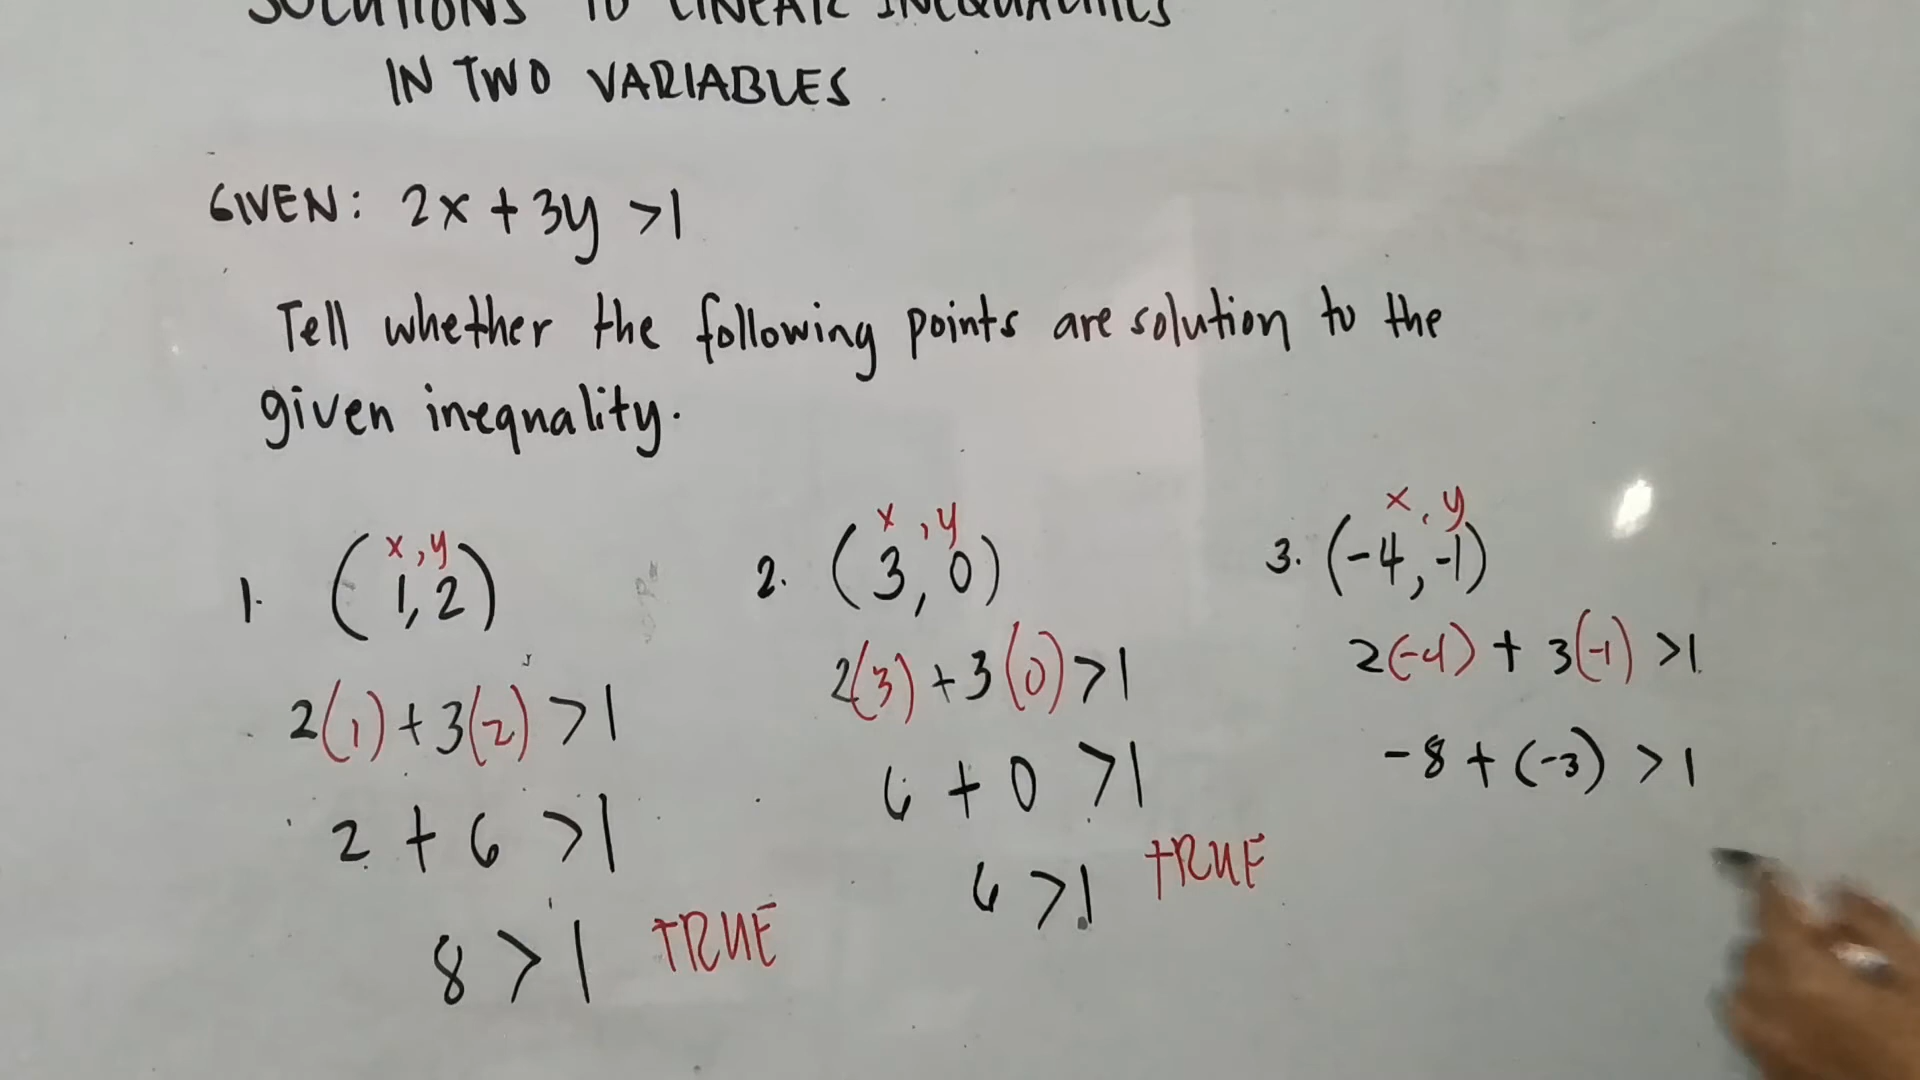 SOLUTIONS TO LINEAR INEQUALITIES
IN TWO VARIABLES
GIVEN: 2x + 3y > 1
Tell whether the following points are solution to the
given inequality.
x, y
1. (1, 2)
2(1) + 3(2) > 1
2 + 6 > 1
8 > 1 TRUE
x, y
2. (3, 0)
2(3) + 3(0) > 1
6 + 0 > 1
6 > 1 TRUE
x, y
3. (-4, -1)
2(-4) + 3(-1) > 1
-8 + (-3) > 1